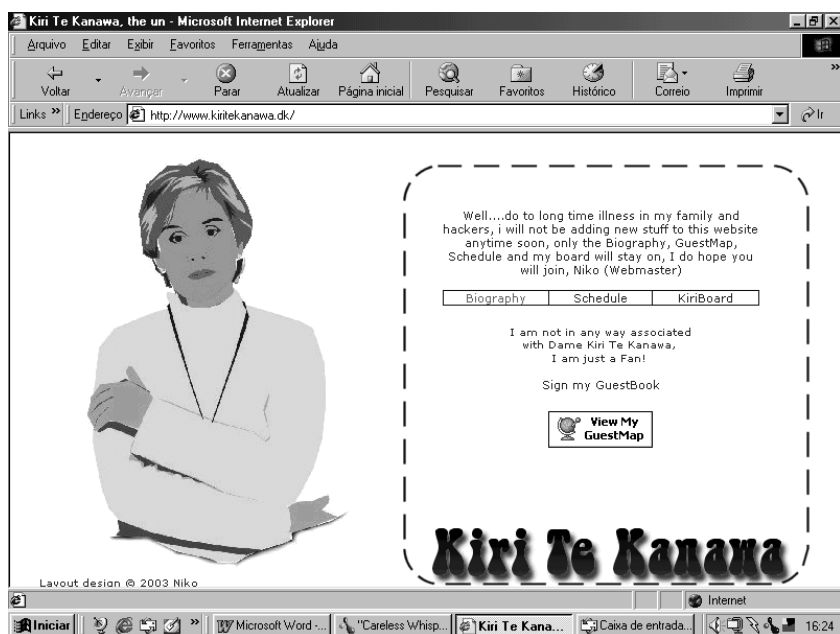 Kiri Te Kanawa, the un - Microsoft Internet Explorer
Arquivo Editar Exibir Favoritos Ferramentas Ajuda
Voltar Avançar Parar Atualizar Página inicial Pesquisar Favoritos Histórico Correio Imprimir »
Links » Endereço http://www.kiritekanawa.dk/ Ir
Well....do to long time illness in my family and
hackers, i will not be adding new stuff to this website
anytime soon, only the Biography, GuestMap,
Schedule and my board will stay on, I do hope you
will join, Niko (Webmaster)
Biography Schedule KiriBoard
I am not in any way associated
with Dame Kiri Te Kanawa,
I am just a Fan!
Sign my GuestBook
View My
GuestMap
Kiri Te Kanawa
Layout design @ 2003 Niko
Internet
Iniciar » Microsoft Word -... "Careless Whisp... Kiri Te Kana... Caixa de entrada... 16:24